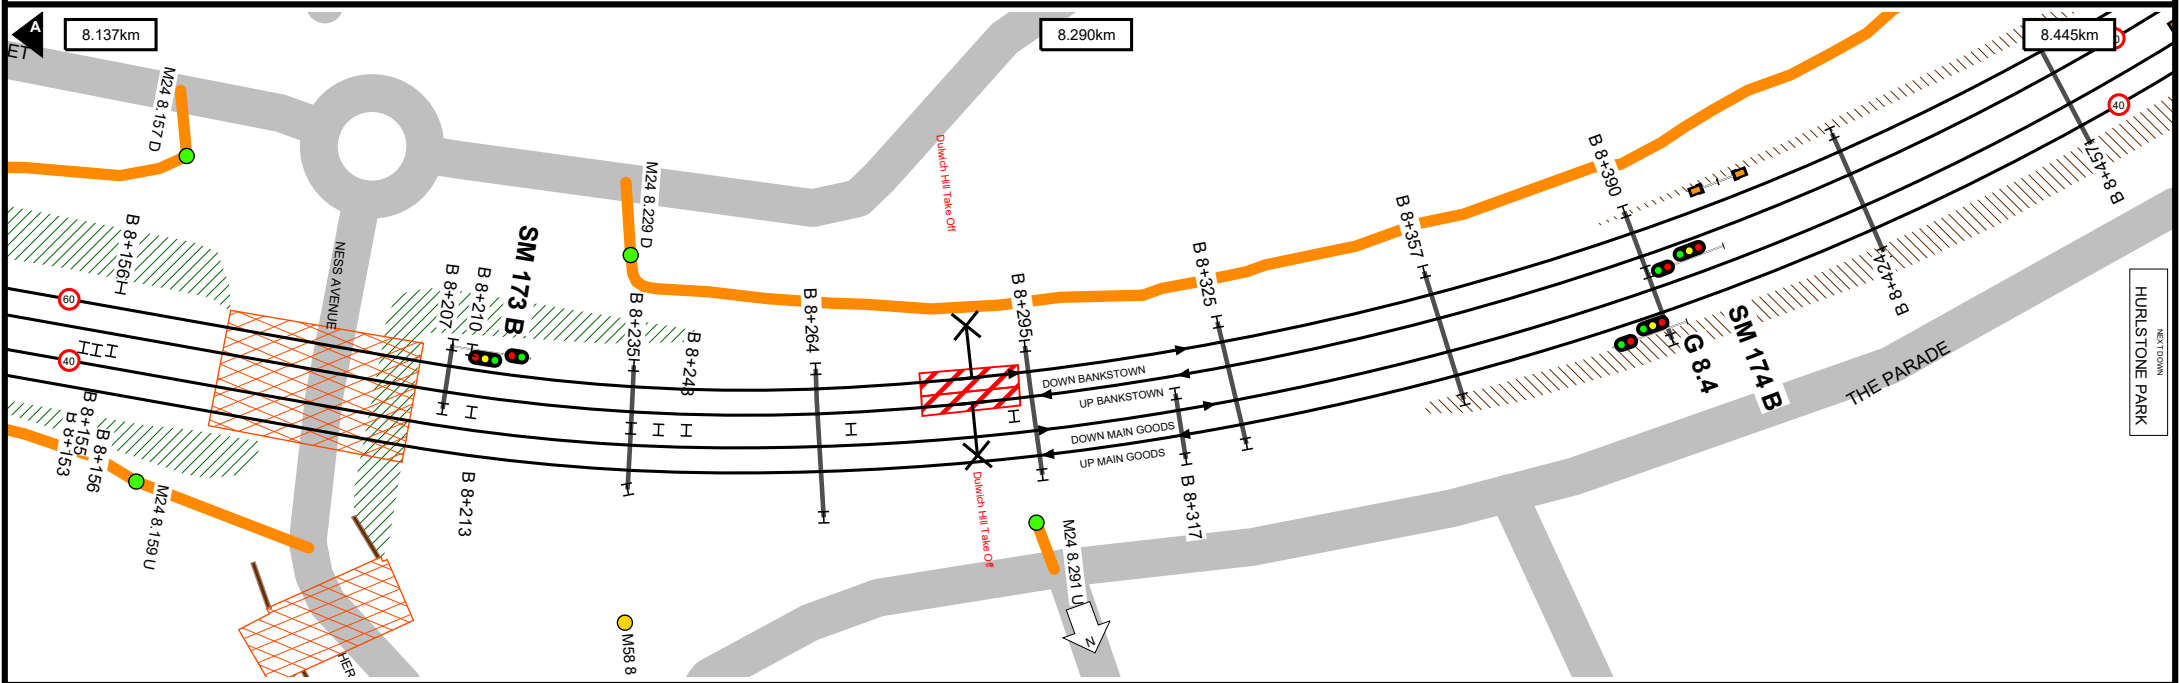 A
8.137km
8.290km
8.445km
ET
M24 8.157 D
M24 8.229 D
Dulwich Hill Take Off
B 8+156
NESS AVENUE
B 8+207
B 8+210
SM 173 B
B 8+235
B 8+248
B 8+264
B 8+295
B 8+325
B 8+357
B 8+390
B 8+457
B 8+424
60
40
40
DOWN BANKSTOWN
UP BANKSTOWN
DOWN MAIN GOODS
UP MAIN GOODS
SM 174 B
G 8.4
THE PARADE
NEXT DOWN
HURLSTONE PARK
B 8+155
B 8+153
B 8+156
M24 8.159 U
B 8+213
Dulwich Hill Take Off
B 8+317
M24 8.291 U
Z
M58 8
HER